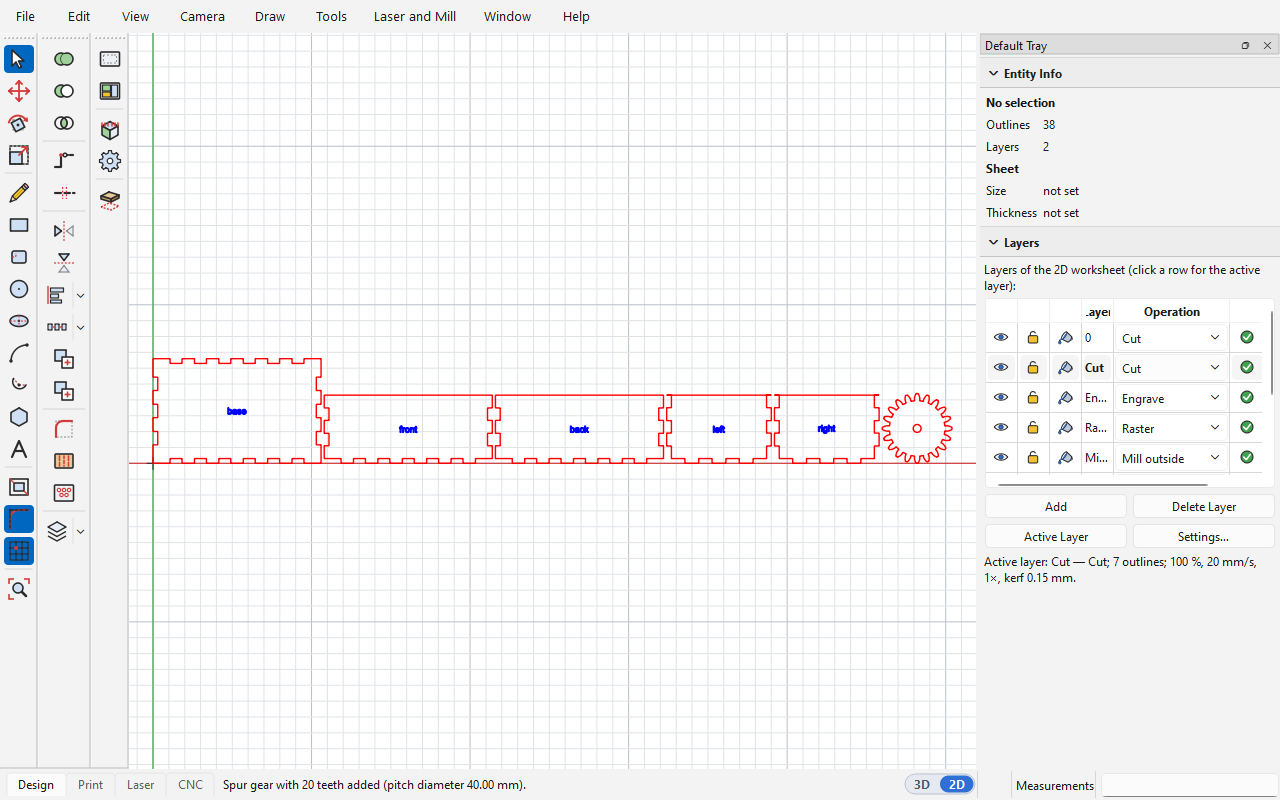 File Edit View Camera Draw Tools Laser and Mill Window Help
Default Tray
Entity Info
No selection
Outlines 38
Layers 2
Sheet
Size not set
Thickness not set
Layers
Layers of the 2D worksheet (click a row for the active
layer):
Operation
0 Cut
Cut Cut
En... Engrave
Ra... Raster
Mi... Mill outside
Add Delete Layer
Active Layer Settings...
Active layer: Cut — Cut; 7 outlines; 100 %, 20 mm/s,
1×, kerf 0.15 mm.
base
front
back
left
right
A
Design Print Laser CNC Spur gear with 20 teeth added (pitch diameter 40.00 mm). 3D 2D Measurements